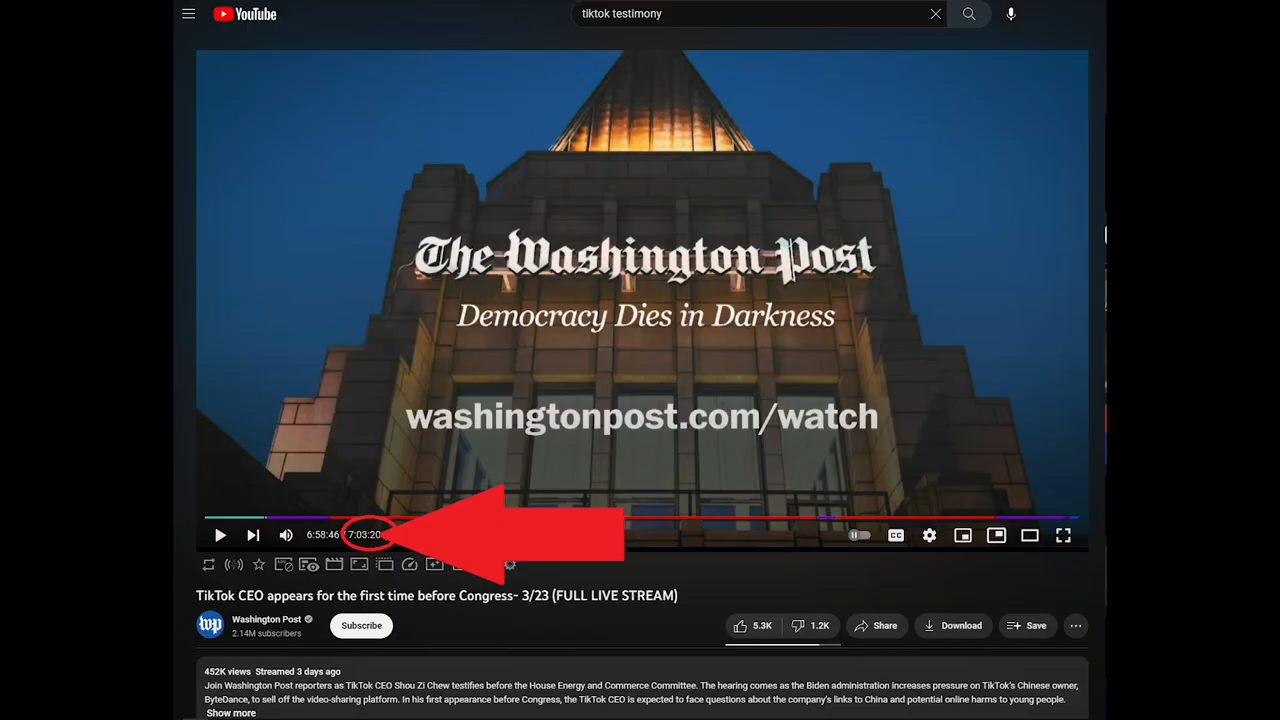 YouTube
tiktok testimony
The Washington Post
Democracy Dies in Darkness
washingtonpost.com/watch
6:58:46 / 7:03:20
CC
TikTok CEO appears for the first time before Congress- 3/23 (FULL LIVE STREAM)
wp
Washington Post
2.14M subscribers
Subscribe
5.3K
1.2K
Share
Download
Save
452K views Streamed 3 days ago
Join Washington Post reporters as TikTok CEO Shou Zi Chew testifies before the House Energy and Commerce Committee. The hearing comes as the Biden administration increases pressure on TikTok's Chinese owner,
ByteDance, to sell off the video-sharing platform. In his first appearance before Congress, the TikTok CEO is expected to face questions about the company's links to China and potential online harms to young people.
Show more